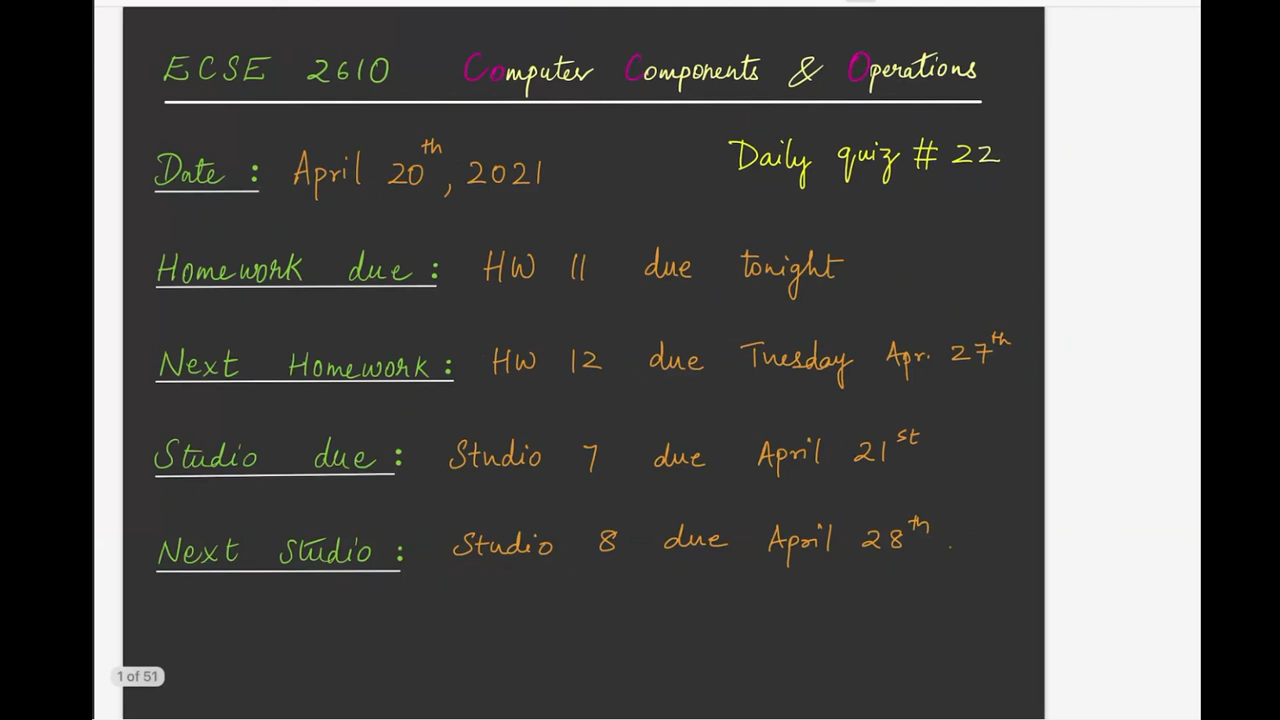 ECSE 2610 Computer Components & Operations
Date : April 20th, 2021 Daily quiz # 22
Homework due : HW 11 due tonight
Next Homework : HW 12 due Tuesday Apr. 27th
Studio due : Studio 7 due April 21st
Next Studio : Studio 8 due April 28th .
1 of 51